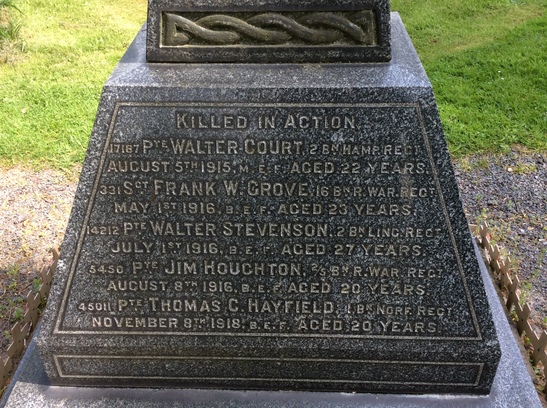 KILLED IN ACTION
17187 PTE WALTER COURT, 2 BN HAMP. REGT
AUGUST 5TH 1915, M.E.F. AGED 22 YEARS.
331 SGT FRANK W. GROVE, 16 BN R. WAR. REGT
MAY 1ST 1916, B.E.F. AGED 23 YEARS.
14212 PTE WALTER STEVENSON, 2 BN LINC. REGT
JULY 1ST 1916, B.E.F. AGED 27 YEARS.
5450 PTE JIM HOUGHTON, 2/5 BN R. WAR. REGT
AUGUST 8TH 1916, B.E.F. AGED 20 YEARS
45011 PTE THOMAS C. HAYFIELD, 1. BN NORF. REGT
NOVEMBER 8TH 1918, B.E.F. AGED 20 YEARS